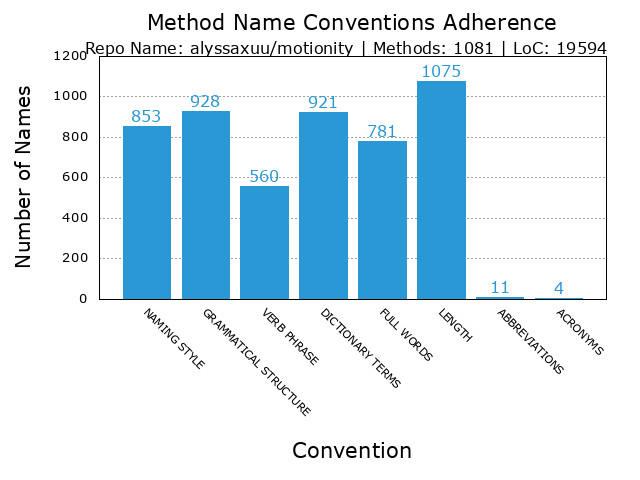 Method Name Conventions Adherence
Repo Name: alyssaxuu/motionity | Methods: 1081 | LoC: 19594
Number of Names
1200
1000
800
600
400
200
0
853
928
560
921
781
1075
11
4
NAMING STYLE
GRAMMATICAL STRUCTURE
VERB PHRASE
DICTIONARY TERMS
FULL WORDS
LENGTH
ABBREVIATIONS
ACRONYMS
Convention